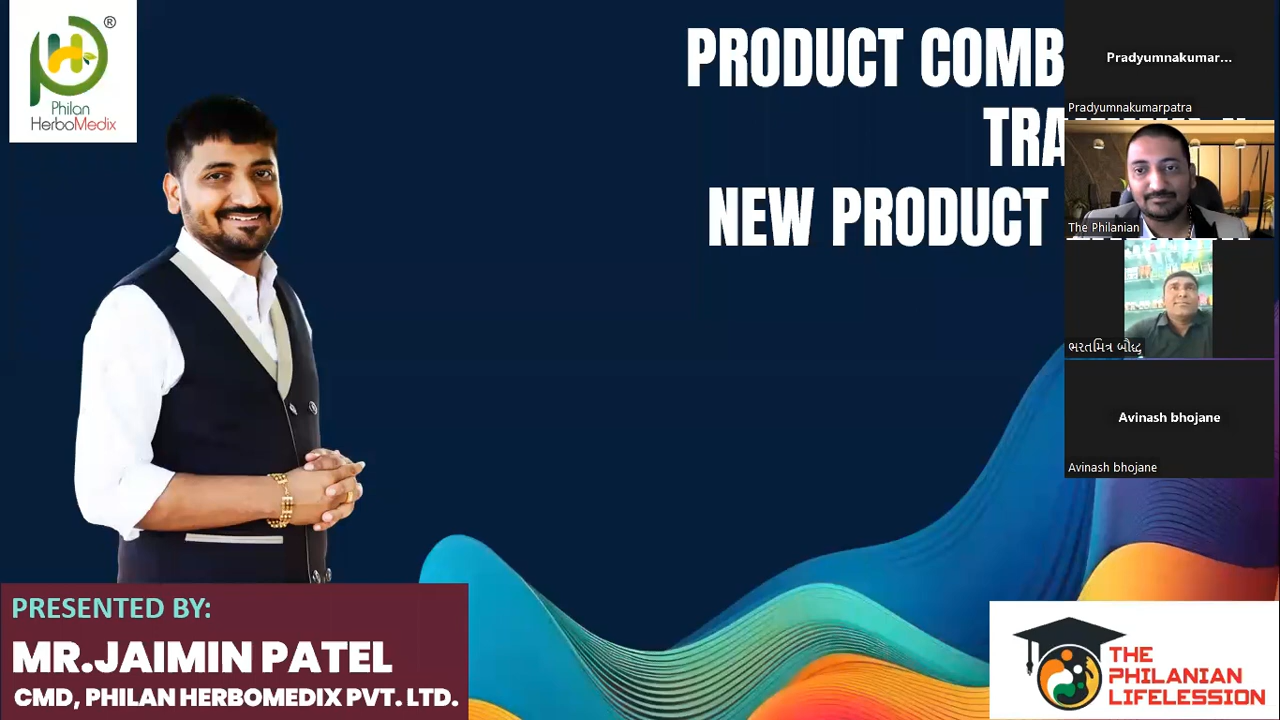 ®
Philan
HerboMedix
PRODUCT COMB
TRA
NEW PRODUCT
Pradyumnakumar...
Pradyumnakumarpatra
The Philanian
ભરતમિત્ર બૌદ્ધ
Avinash bhojane
Avinash bhojane
PRESENTED BY:
MR.JAIMIN PATEL
CMD, PHILAN HERBOMEDIX PVT. LTD.
THE
PHILANIAN
LIFELESSION